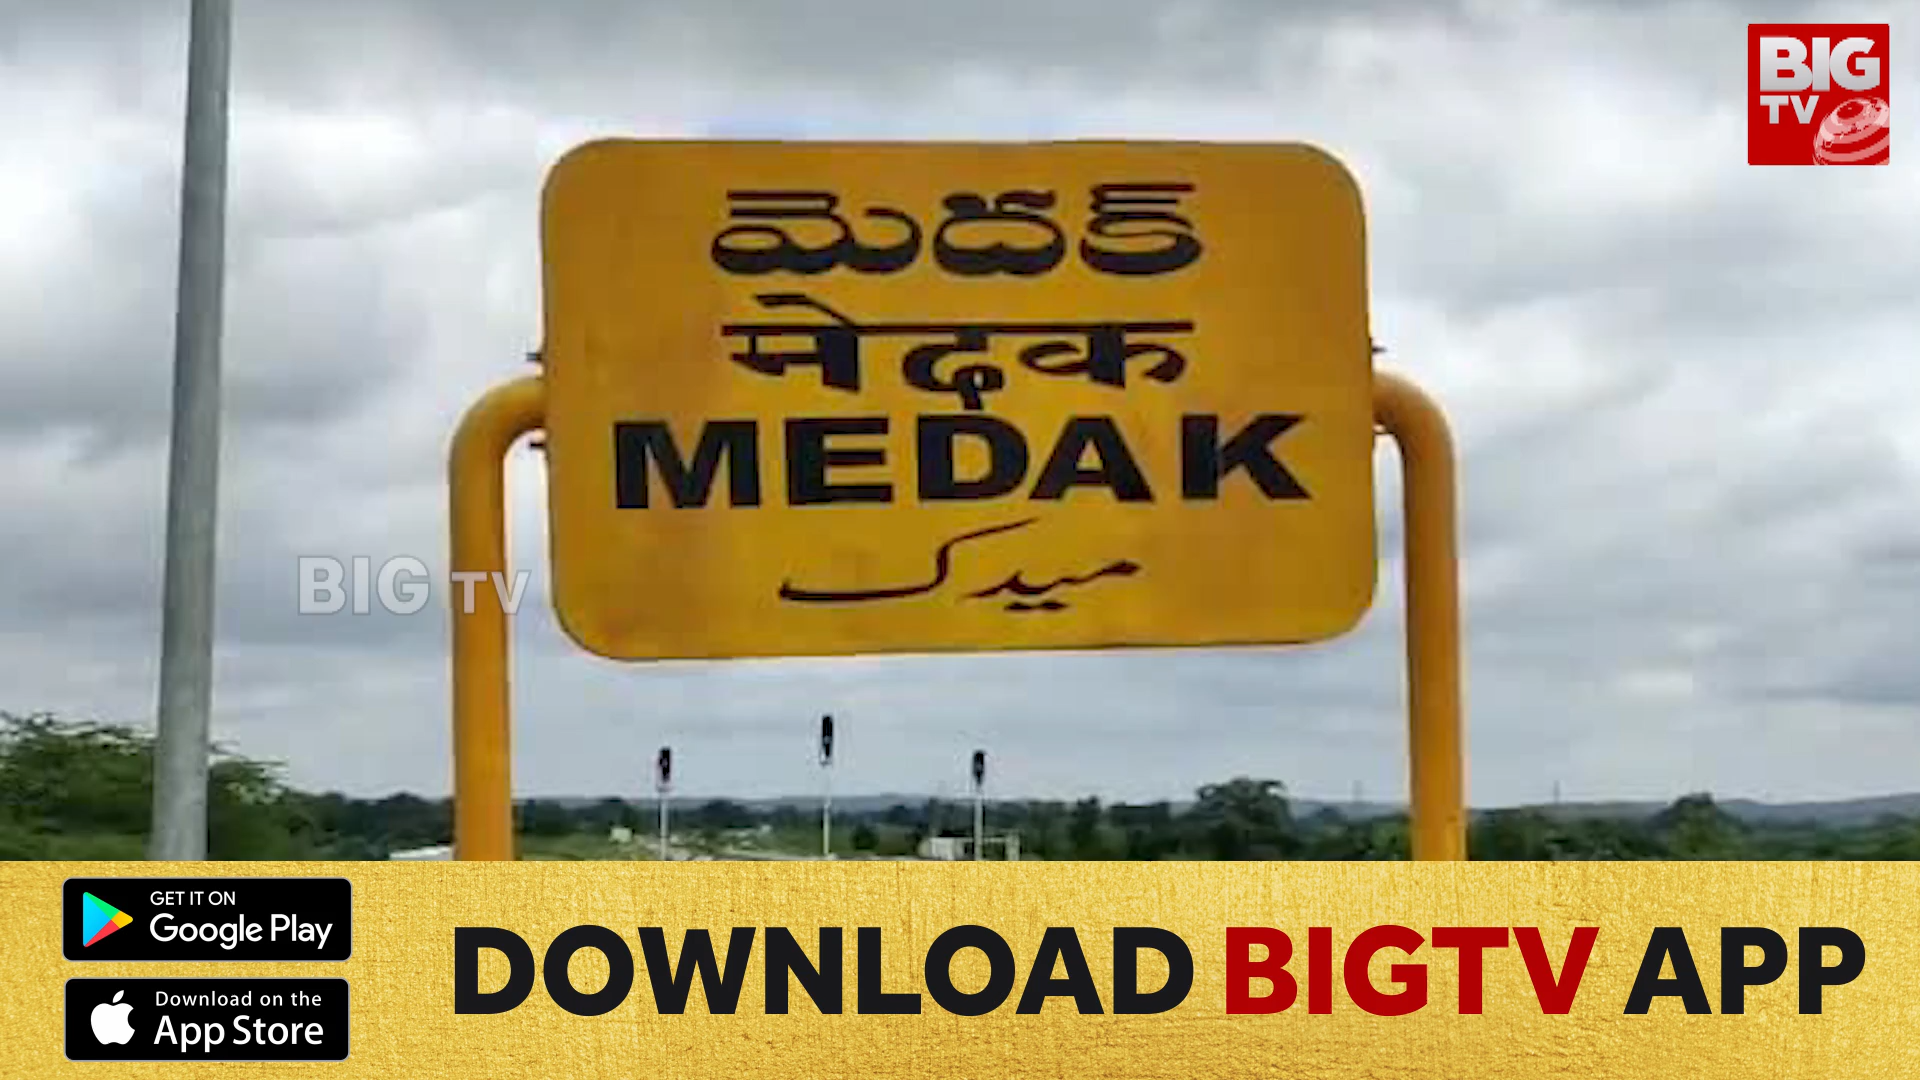 BIG
TV
మెదక్
मेदक
MEDAK
میدک
BIG TV
GET IT ON
Google Play
Download on the
App Store
DOWNLOAD BIGTV APP